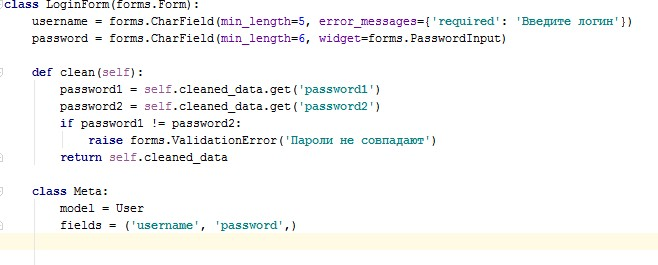 class LoginForm(forms.Form):
    username = forms.CharField(min_length=5, error_messages={'required': 'Введите логин'})
    password = forms.CharField(min_length=6, widget=forms.PasswordInput)
    def clean(self):
        password1 = self.cleaned_data.get('password1')
        password2 = self.cleaned_data.get('password2')
        if password1 != password2:
            raise forms.ValidationError('Пароли не совпадают')
        return self.cleaned_data
    class Meta:
        model = User
        fields = ('username', 'password',)